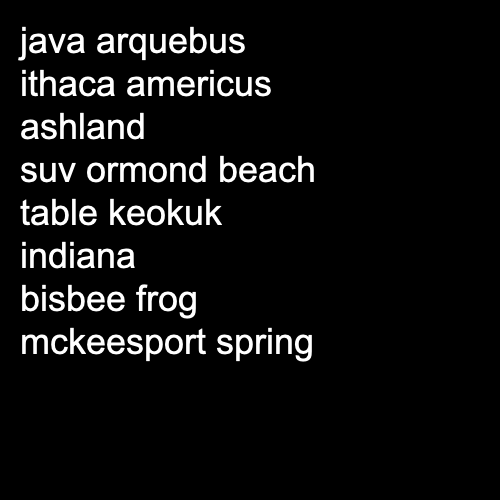 java arquebus
ithaca americus
ashland
suv ormond beach
table keokuk
indiana
bisbee frog
mckeesport spring